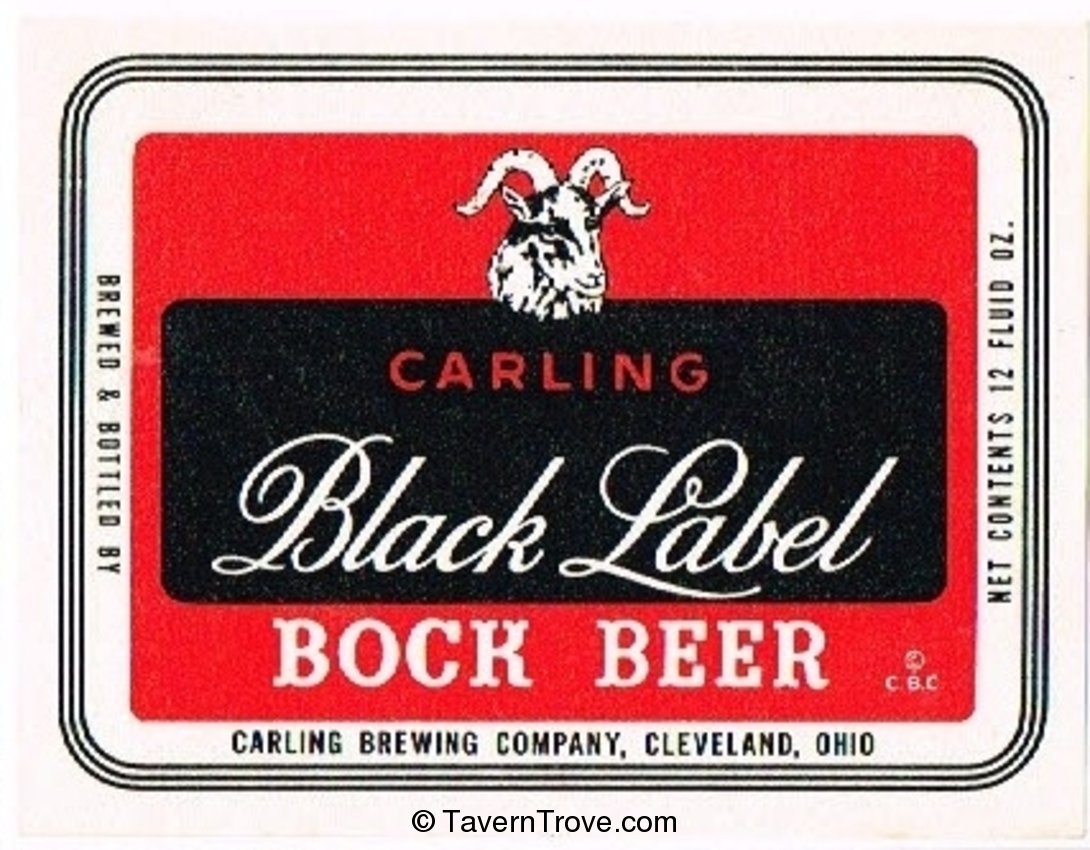 CARLING
Black Label
BOCK BEER
© C.B.C
BREWED & BOTTLED BY
CARLING BREWING COMPANY, CLEVELAND, OHIO
NET CONTENTS 12 FLUID OZ.
© TavernTrove.com